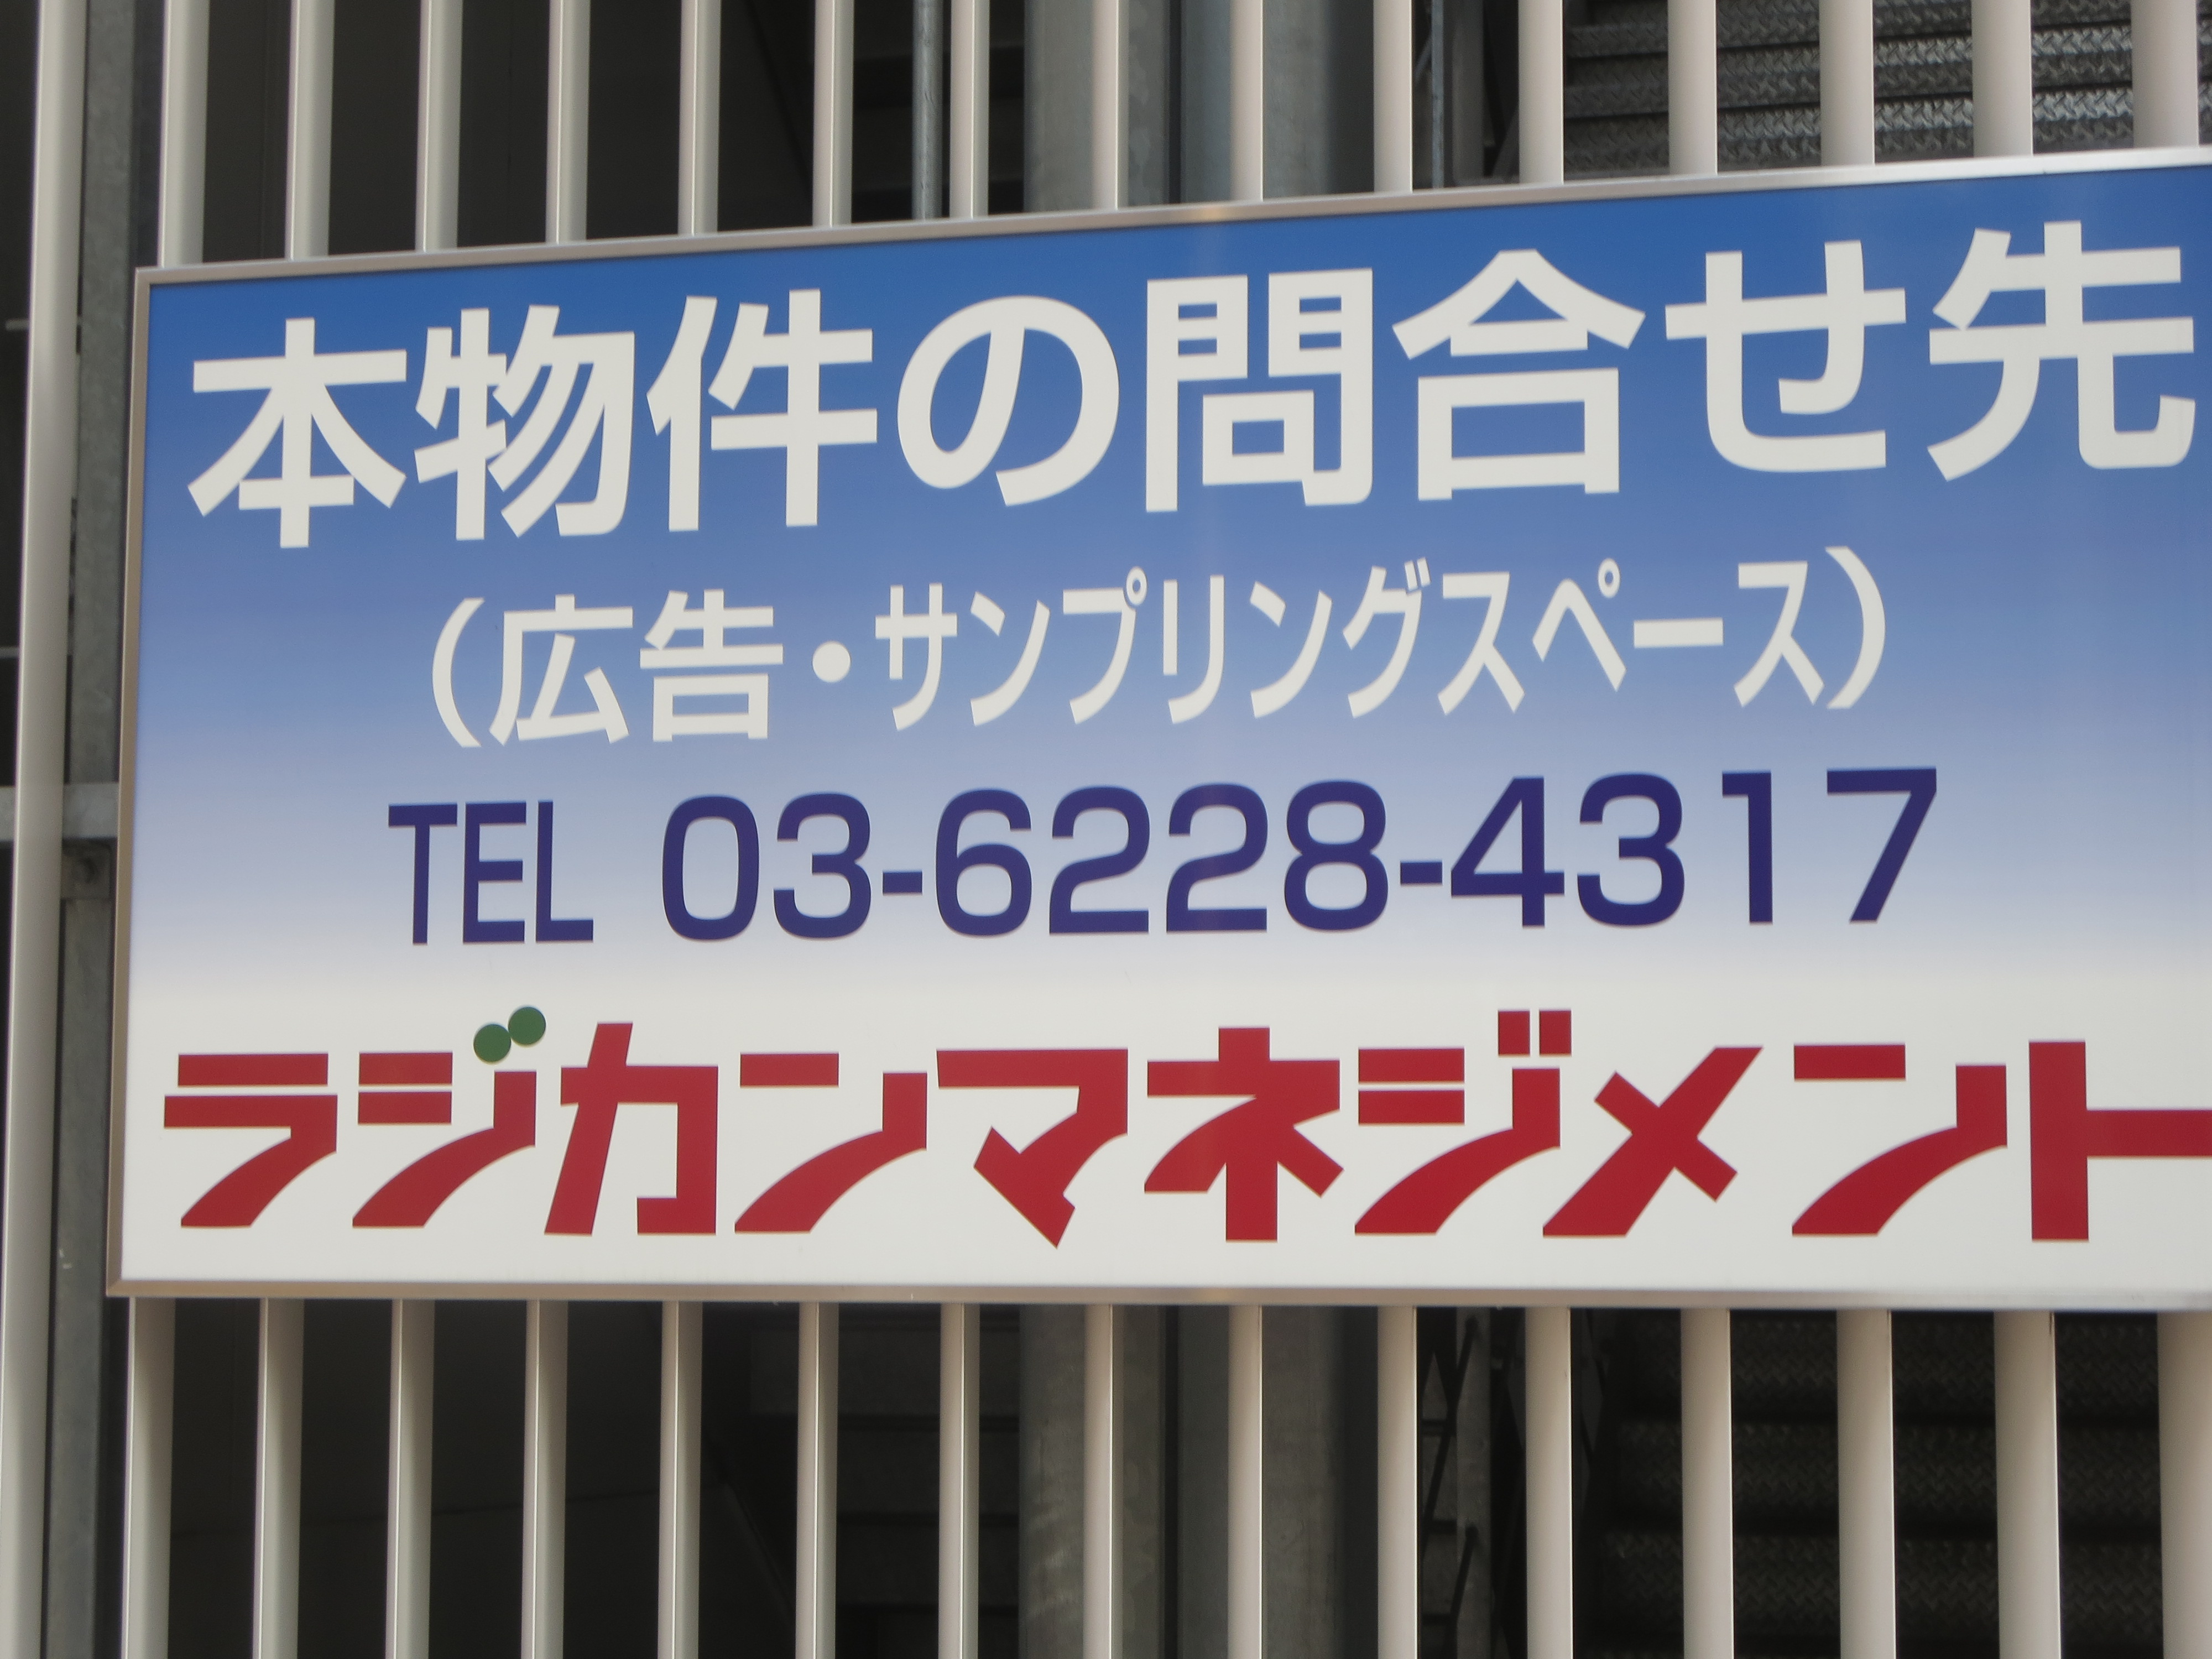 本物件の問合せ先
(広告・サンプリングスペース)
TEL 03-6228-4317
ラジカンマネジメント